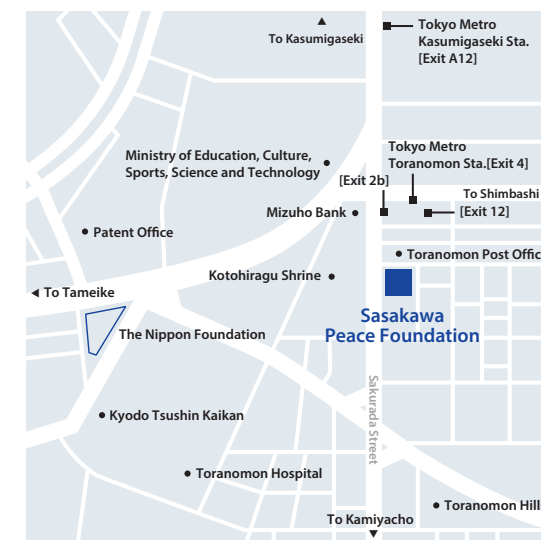 To Kasumigaseki
Tokyo Metro
Kasumigaseki Sta.
[Exit A12]
Ministry of Education, Culture,
Sports, Science and Technology
Tokyo Metro
Toranomon Sta.[Exit 4]
[Exit 2b]
To Shimbashi
Mizuho Bank
[Exit 12]
Patent Office
Toranomon Post Offic
Kotohiragu Shrine
To Tameike
Sasakawa
Peace Foundation
The Nippon Foundation
Sakurada Street
Kyodo Tsushin Kaikan
Toranomon Hospital
Toranomon Hill
To Kamiyacho